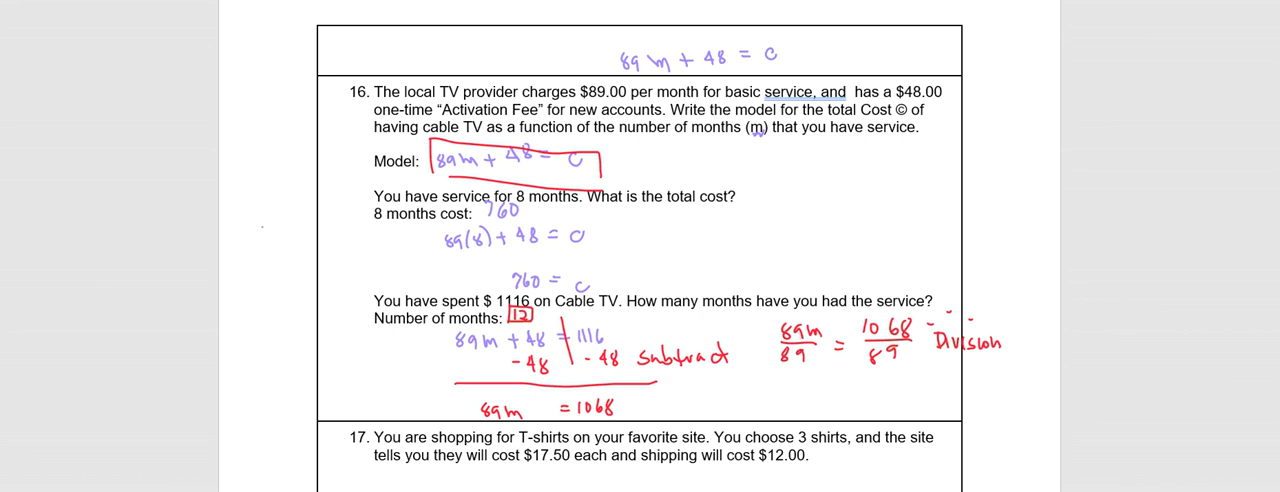 89m + 48 = C
16. The local TV provider charges $89.00 per month for basic service, and has a $48.00
one-time “Activation Fee” for new accounts. Write the model for the total Cost © of
having cable TV as a function of the number of months (m) that you have service.
Model: 89m + 48 = C
You have service for 8 months. What is the total cost?
8 months cost: 760
89(8) + 48 = C
760 = C
You have spent $ 1116 on Cable TV. How many months have you had the service?
Number of months: 12
89m + 48 = 1116
- 48 - 48 subtract
89m = 1068
89m/89 = 1068/89 Division
17. You are shopping for T-shirts on your favorite site. You choose 3 shirts, and the site
tells you they will cost $17.50 each and shipping will cost $12.00.